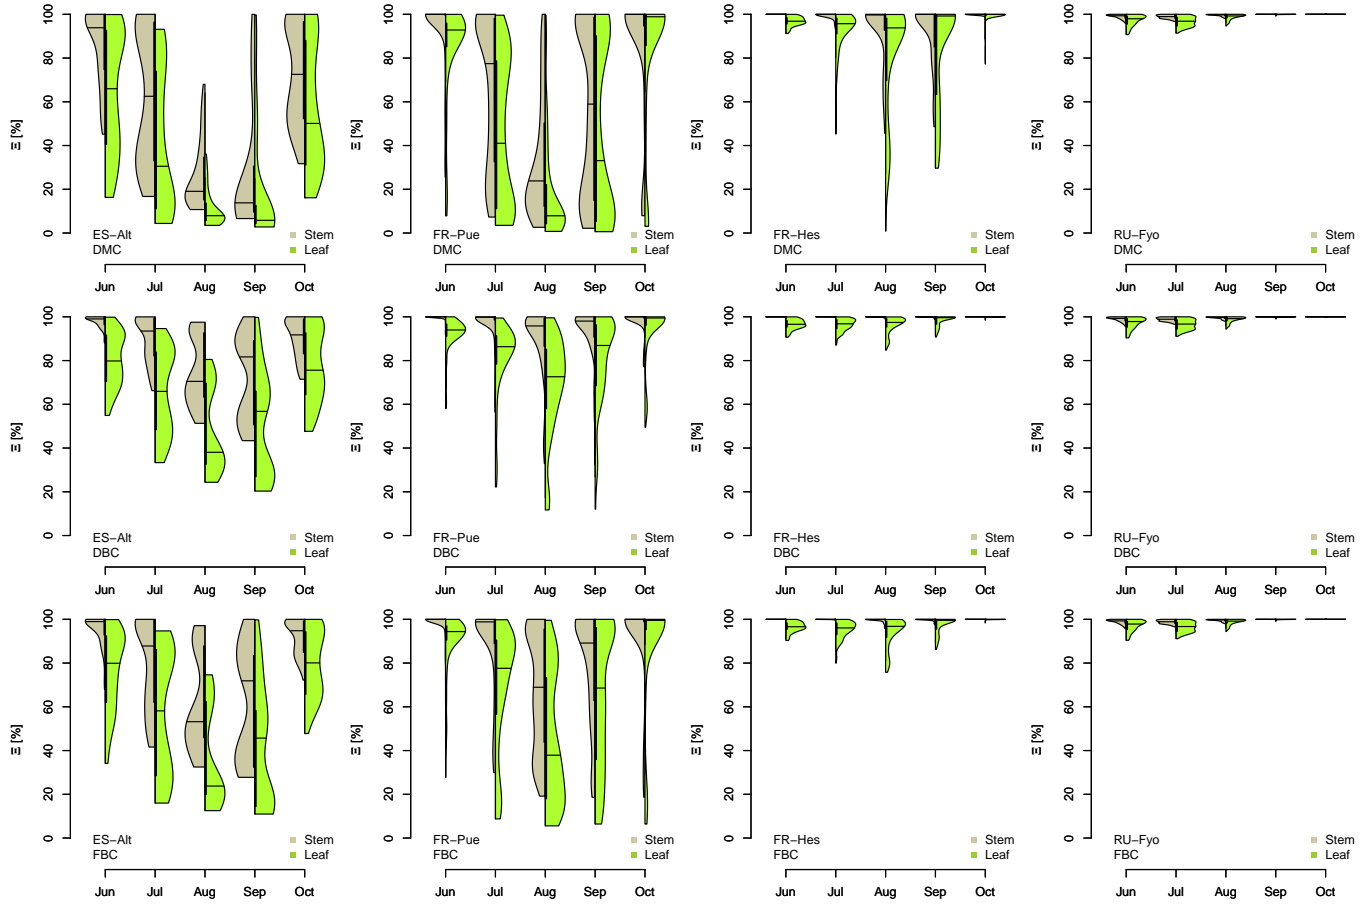 Ξ [%]
0 20 40 60 80 100
ES−Alt Stem
DMC Leaf
Jun Jul Aug Sep Oct
Ξ [%]
0 20 40 60 80 100
FR−Pue Stem
DMC Leaf
Jun Jul Aug Sep Oct
Ξ [%]
0 20 40 60 80 100
FR−Hes Stem
DMC Leaf
Jun Jul Aug Sep Oct
Ξ [%]
0 20 40 60 80 100
RU−Fyo Stem
DMC Leaf
Jun Jul Aug Sep Oct
Ξ [%]
0 20 40 60 80 100
ES−Alt Stem
DBC Leaf
Jun Jul Aug Sep Oct
Ξ [%]
0 20 40 60 80 100
FR−Pue Stem
DBC Leaf
Jun Jul Aug Sep Oct
Ξ [%]
0 20 40 60 80 100
FR−Hes Stem
DBC Leaf
Jun Jul Aug Sep Oct
Ξ [%]
0 20 40 60 80 100
RU−Fyo Stem
DBC Leaf
Jun Jul Aug Sep Oct
Ξ [%]
0 20 40 60 80 100
ES−Alt Stem
FBC Leaf
Jun Jul Aug Sep Oct
Ξ [%]
0 20 40 60 80 100
FR−Pue Stem
FBC Leaf
Jun Jul Aug Sep Oct
Ξ [%]
0 20 40 60 80 100
FR−Hes Stem
FBC Leaf
Jun Jul Aug Sep Oct
Ξ [%]
0 20 40 60 80 100
RU−Fyo Stem
FBC Leaf
Jun Jul Aug Sep Oct